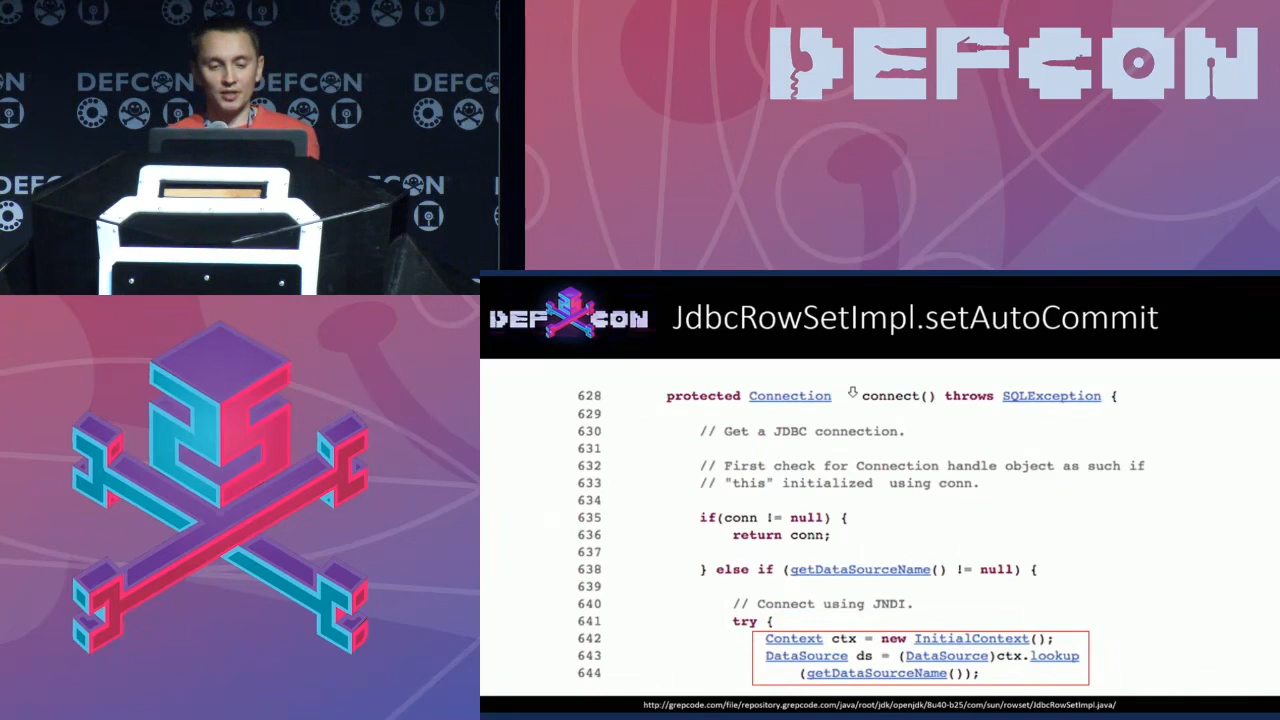 DEFCON
DEFCON
DEFCON
DEFCON
DEFCON
DEF CON
JdbcRowSetImpl.setAutoCommit
628 protected Connection connect() throws SQLException {
629
630 // Get a JDBC connection.
631
632 // First check for Connection handle object as such if
633 // "this" initialized using conn.
634
635 if(conn != null) {
636 return conn;
637
638 } else if (getDataSourceName() != null) {
639
640 // Connect using JNDI.
641 try {
642 Context ctx = new InitialContext();
643 DataSource ds = (DataSource)ctx.lookup
644 (getDataSourceName());
http://grepcode.com/file/repository.grepcode.com/java/root/jdk/openjdk/8u40-b25/com/sun/rowset/JdbcRowSetImpl.java/